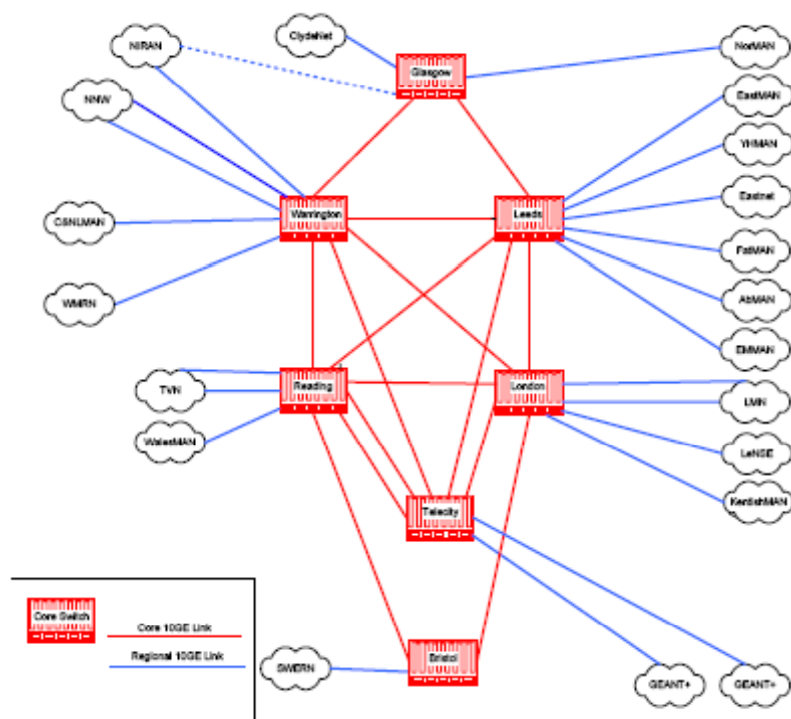 ClydeNet
NIRAN
NorMAN
Glasgow
NNW
EastMAN
YHMAN
Warrington
Leeds
Eastnet
C&NLMAN
FatMAN
WMRN
AbMAN
EMMAN
Reading
London
TVN
LMN
WalesMAN
LeNSE
KentishMAN
Telecity
Core Switch
Core 10GE Link
Regional 10GE Link
SWERN
Bristol
GEANT+
GEANT+